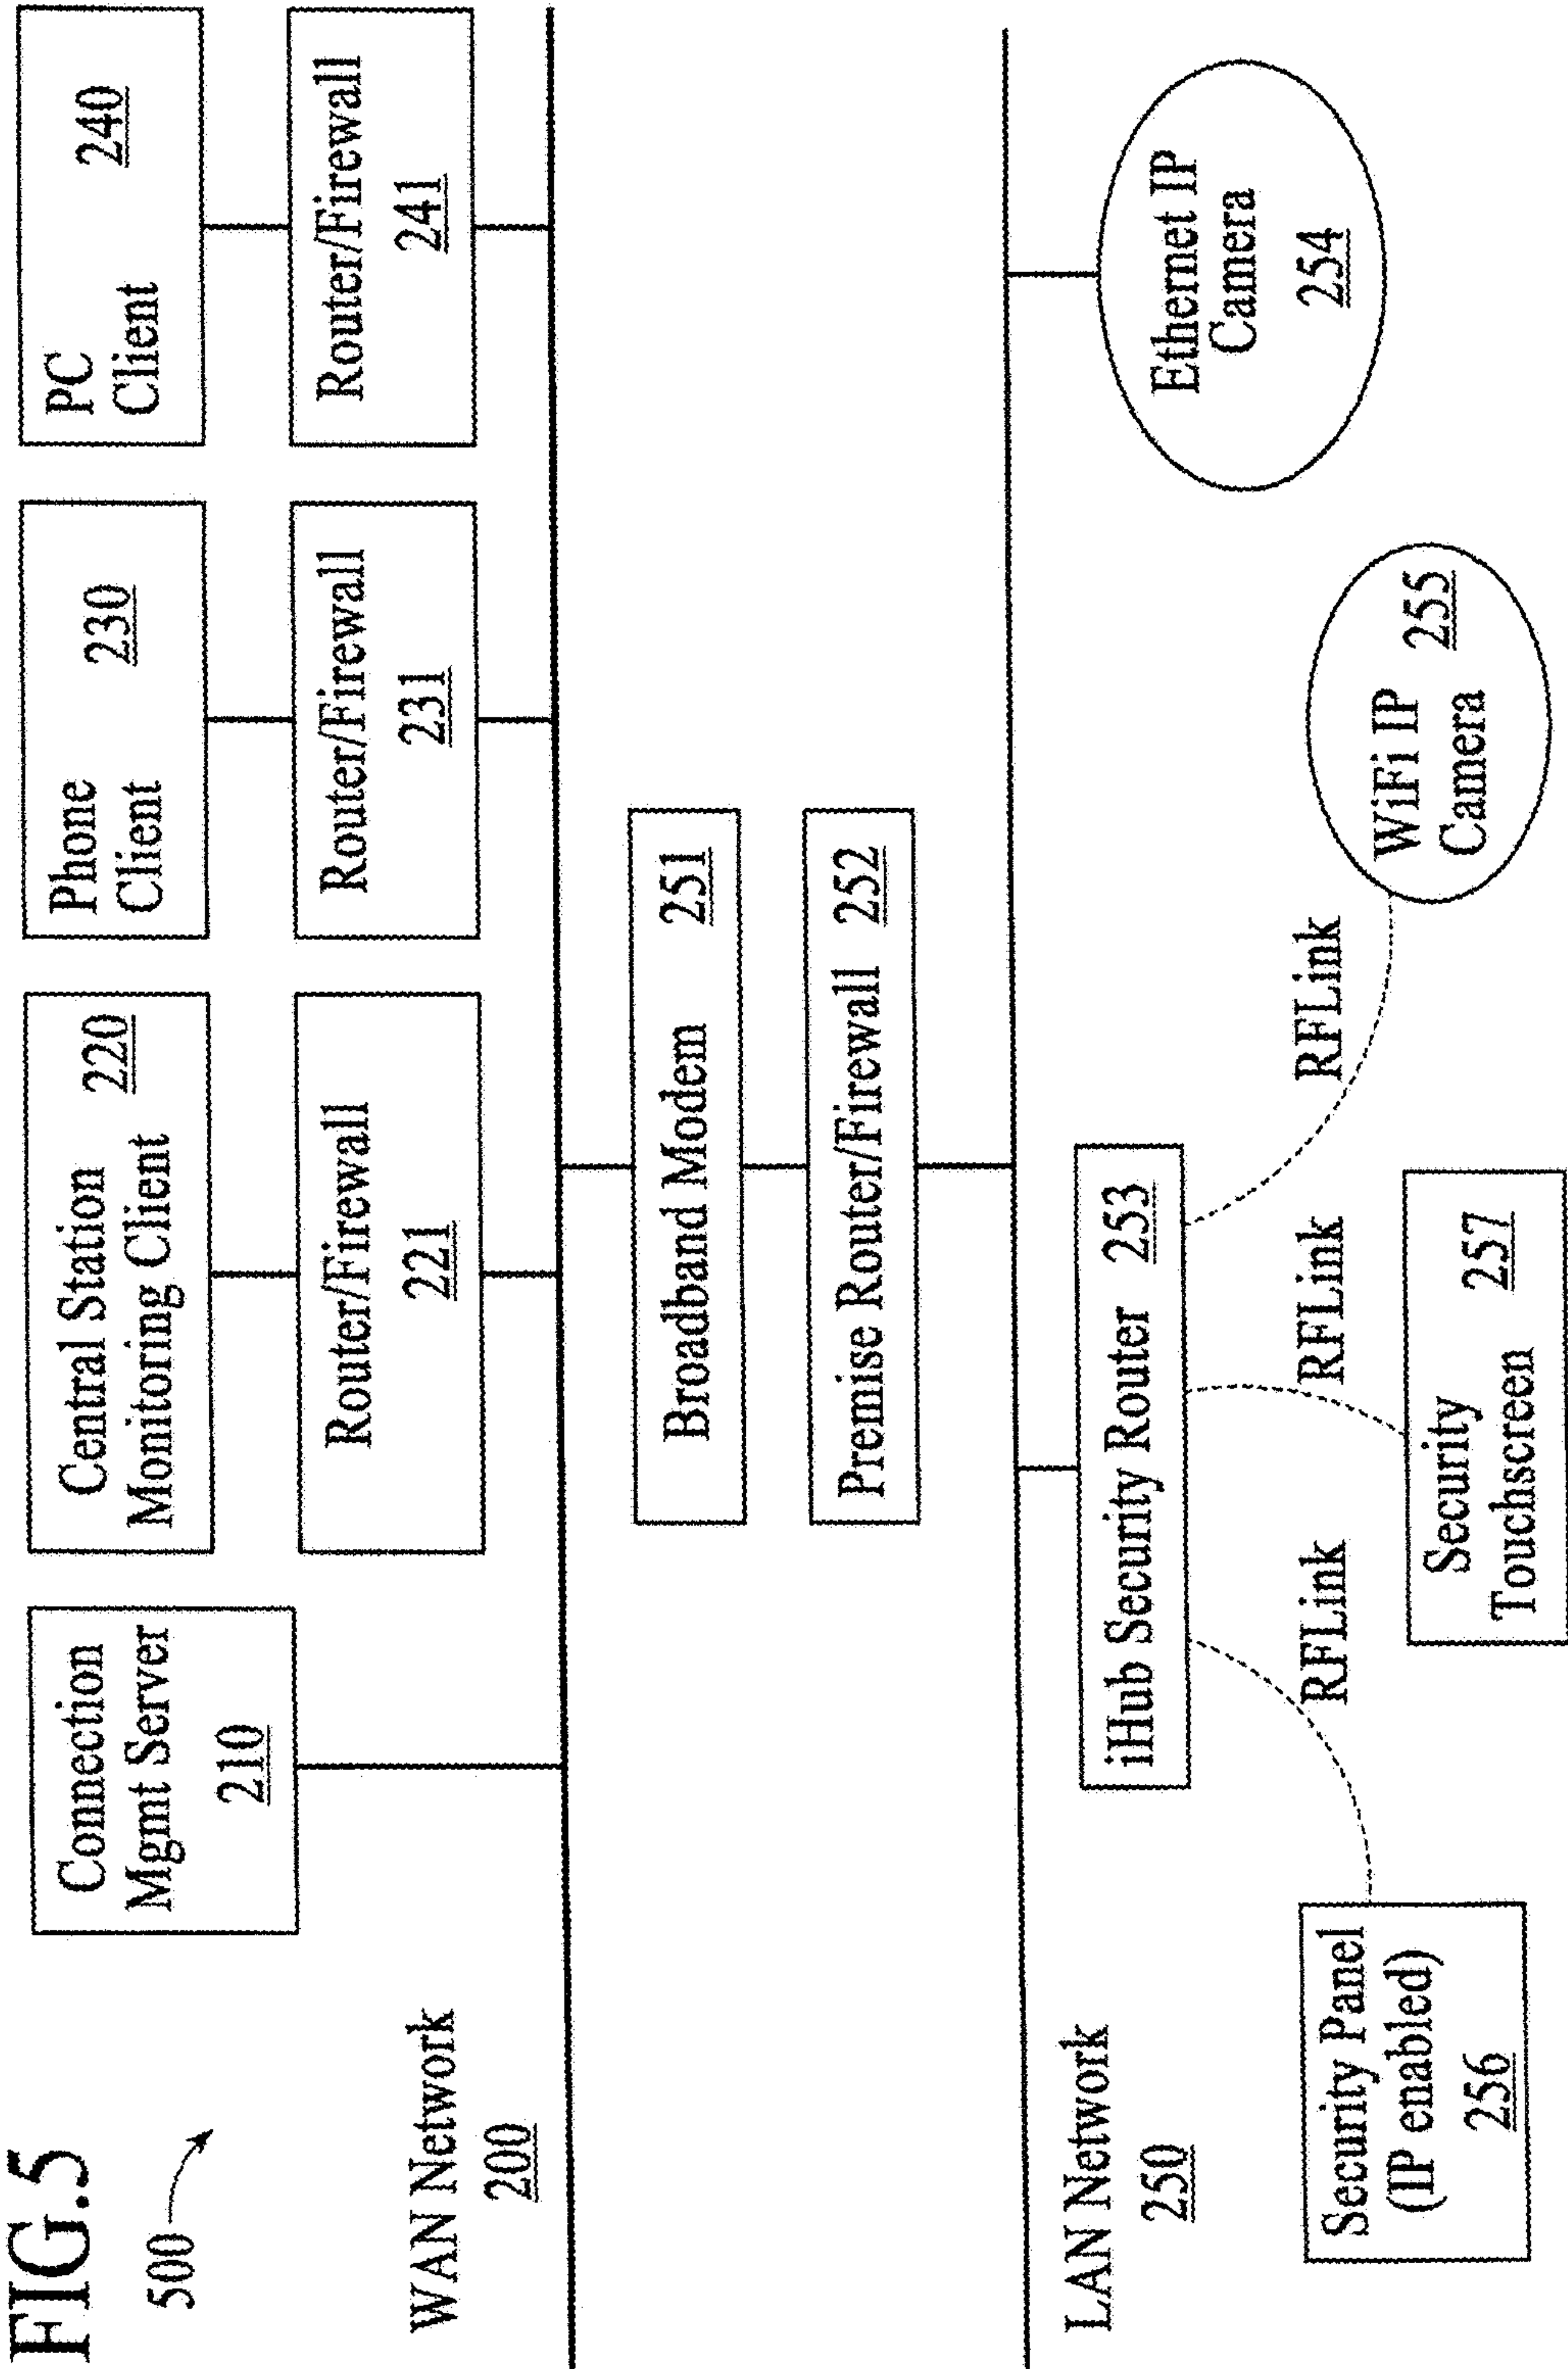 FIG.5
500
Connection
Mgmt Server
210
Central Station
Monitoring Client
220
Phone
Client
230
PC
Client
240
Router/Firewall
221
Router/Firewall
231
Router/Firewall
241
WAN Network
200
Broadband Modem 251
Premise Router/Firewall 252
LAN Network
250
iHub Security Router 253
Ethernet IP
Camera
254
RFLink
RFLink
RFLink
Security Panel
(IP enabled)
256
Security
Touchscreen
257
WiFi IP
Camera
255